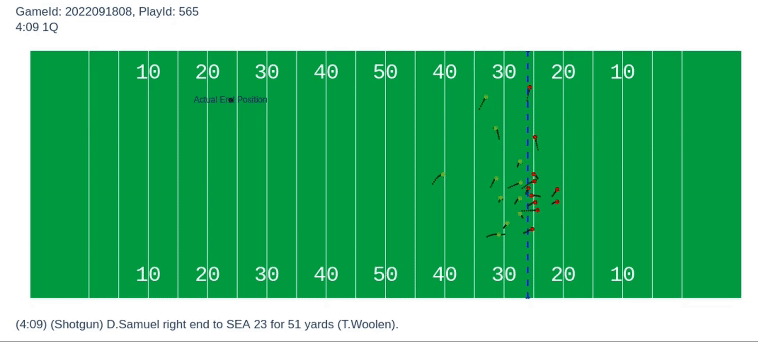 GameId: 2022091808, PlayId: 565
4:09 1Q
10 20 30 40 50 40 30 20 10
Actual End Position
10 20 30 40 50 40 30 20 10
(4:09) (Shotgun) D.Samuel right end to SEA 23 for 51 yards (T.Woolen).